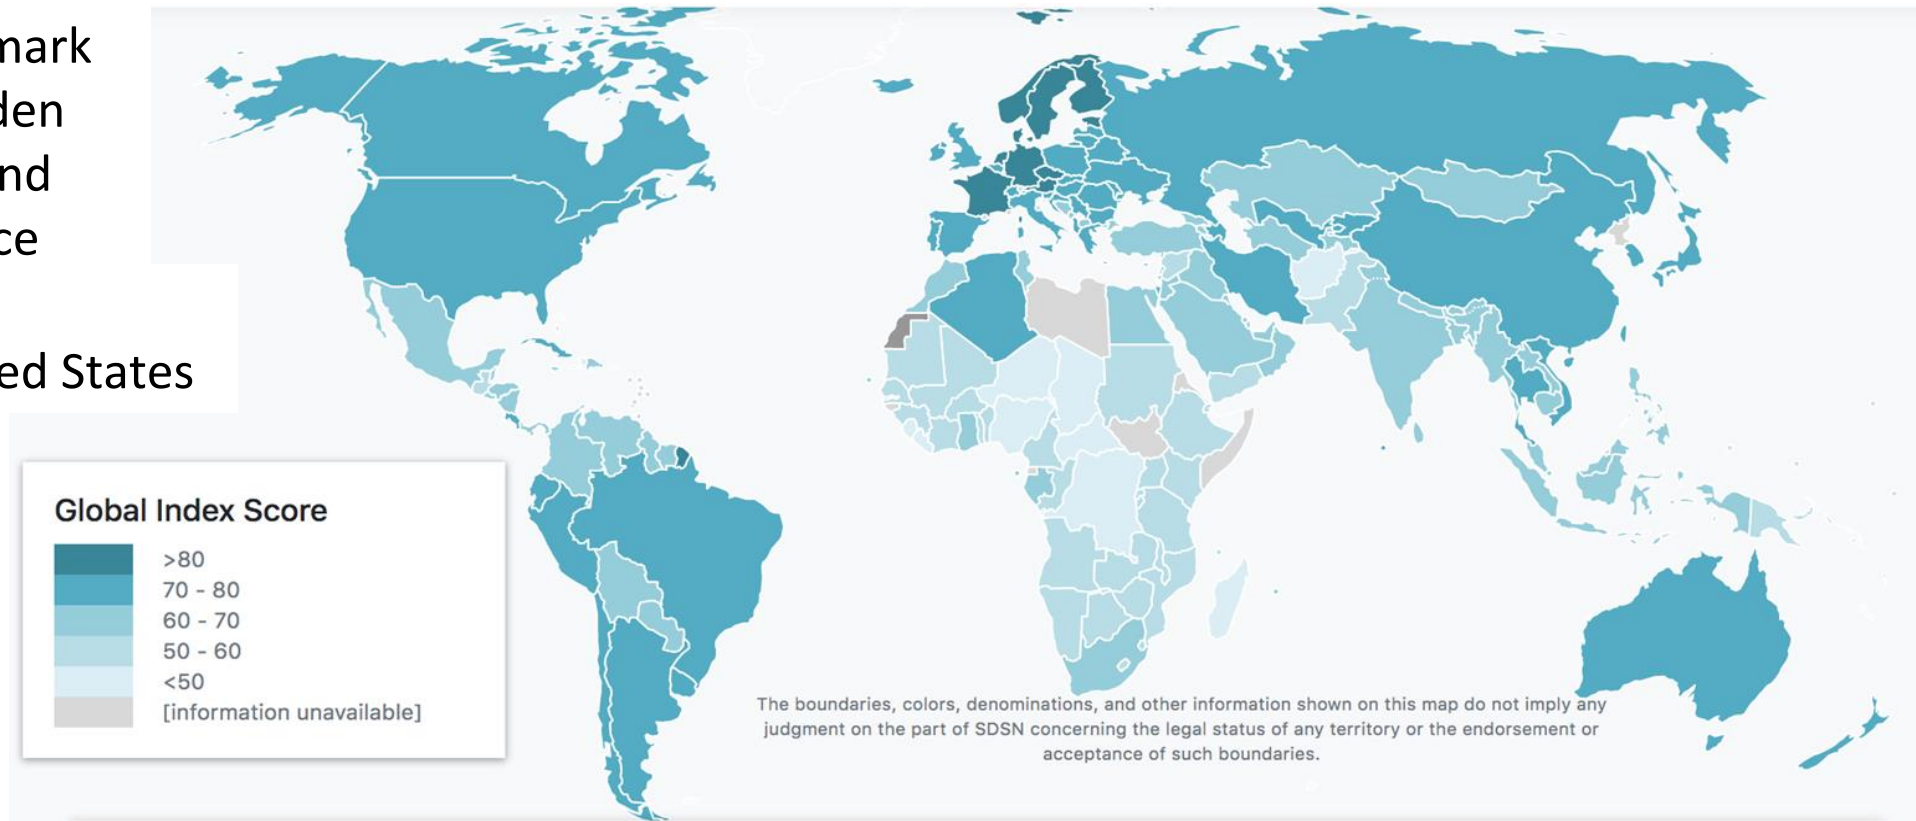 mark
den
nd
ce
ed States
Global Index Score
>80
70 - 80
60 - 70
50 - 60
<50
[information unavailable]
The boundaries, colors, denominations, and other information shown on this map do not imply any
judgment on the part of SDSN concerning the legal status of any territory or the endorsement or
acceptance of such boundaries.